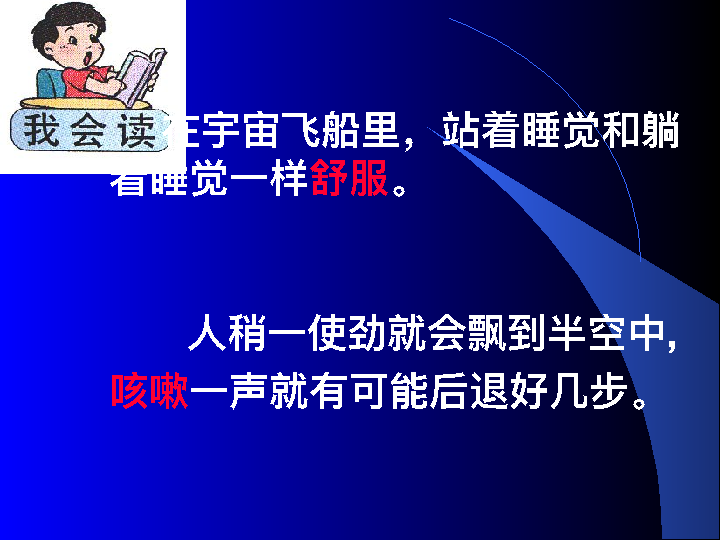 我会读
在宇宙飞船里，站着睡觉和躺
着睡觉一样舒服。
人稍一使劲就会飘到半空中,
咳嗽一声就有可能后退好几步。